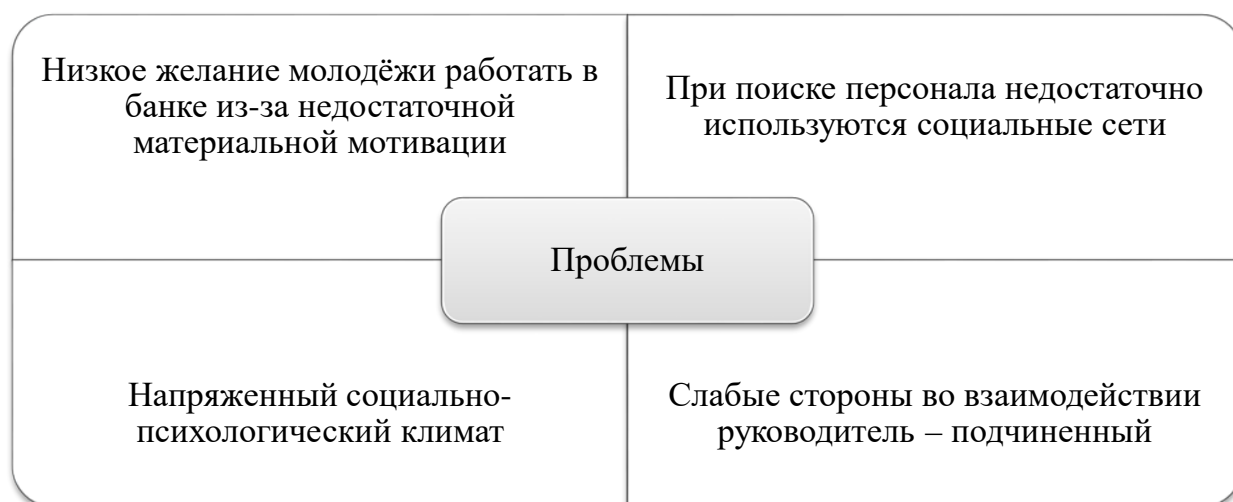 Низкое желание молодёжи работать в
банке из-за недостаточной
материальной мотивации
При поиске персонала недостаточно
используются социальные сети
Проблемы
Напряженный социально-
психологический климат
Слабые стороны во взаимодействии
руководитель – подчиненный